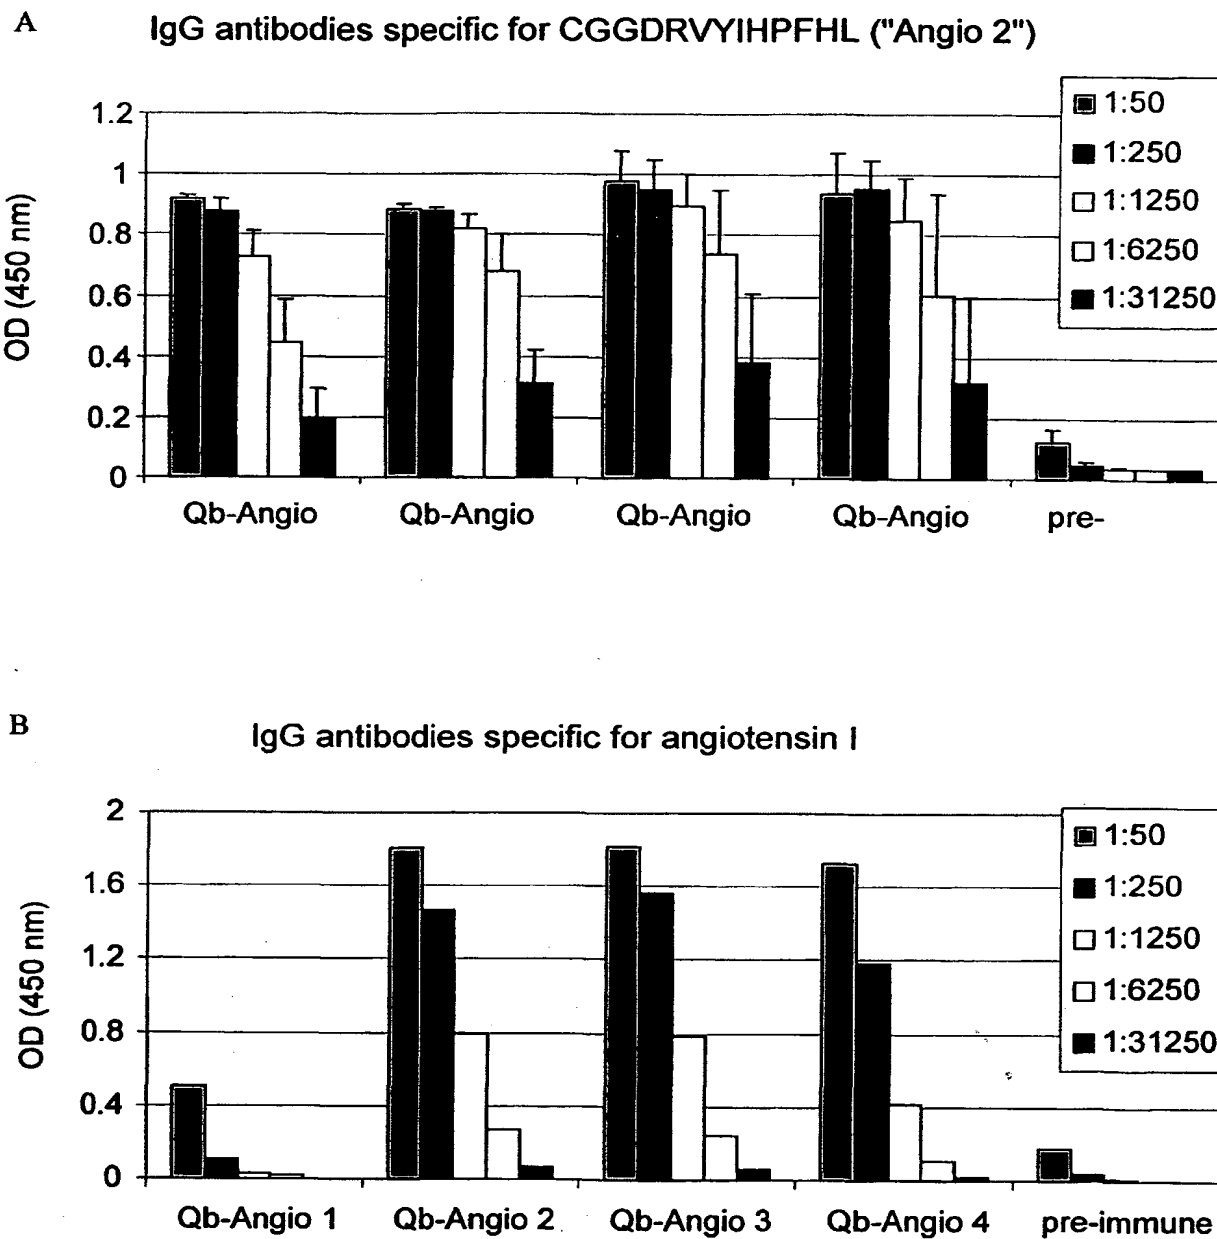 A
IgG antibodies specific for CGGDRVYIHPFHL ("Angio 2")
1.2
1
0.8
0.6
0.4
0.2
0
OD (450 nm)
1:50
1:250
1:1250
1:6250
1:31250
Qb-Angio
Qb-Angio
Qb-Angio
Qb-Angio
pre-
B
IgG antibodies specific for angiotensin I
2
1.6
1.2
0.8
0.4
0
OD (450 nm)
1:50
1:250
1:1250
1:6250
1:31250
Qb-Angio 1
Qb-Angio 2
Qb-Angio 3
Qb-Angio 4
pre-immune